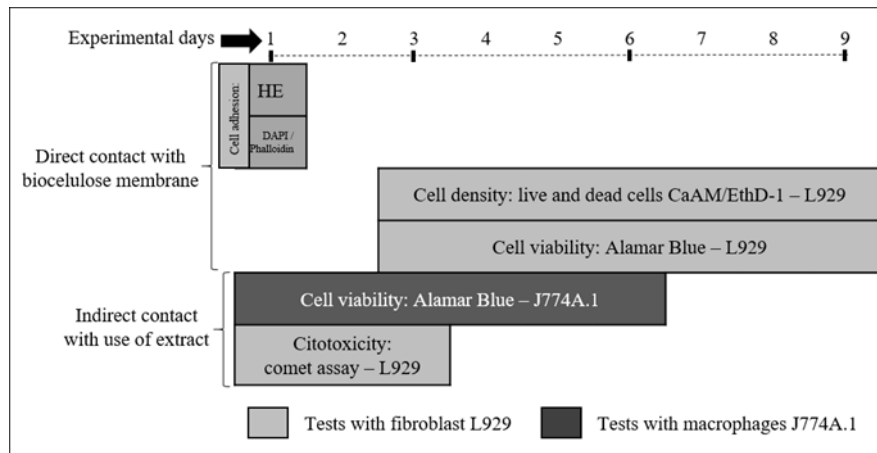 Experimental days
1 2 3 4 5 6 7 8 9
Cell adhesion:
HE
DAPI /
Phalloidin
Direct contact with
biocelulose membrane
Cell density: live and dead cells CaAM/EthD-1 – L929
Cell viability: Alamar Blue – L929
Cell viability: Alamar Blue – J774A.1
Indirect contact
with use of extract
Citotoxicity:
comet assay – L929
Tests with fibroblast L929
Tests with macrophages J774A.1